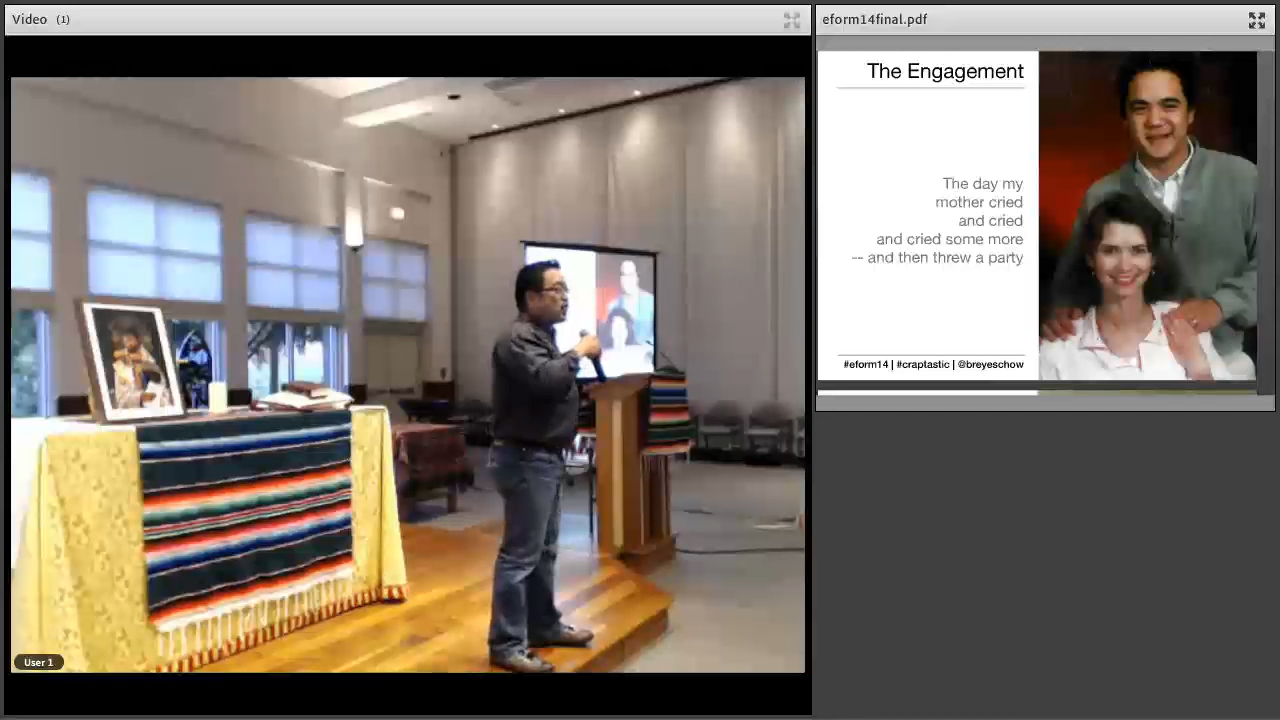 Video (1)
User 1
eform14final.pdf
The Engagement
The day my
mother cried
and cried
and cried some more
-- and then threw a party
#eform14 | #craptastic | @breyeschow